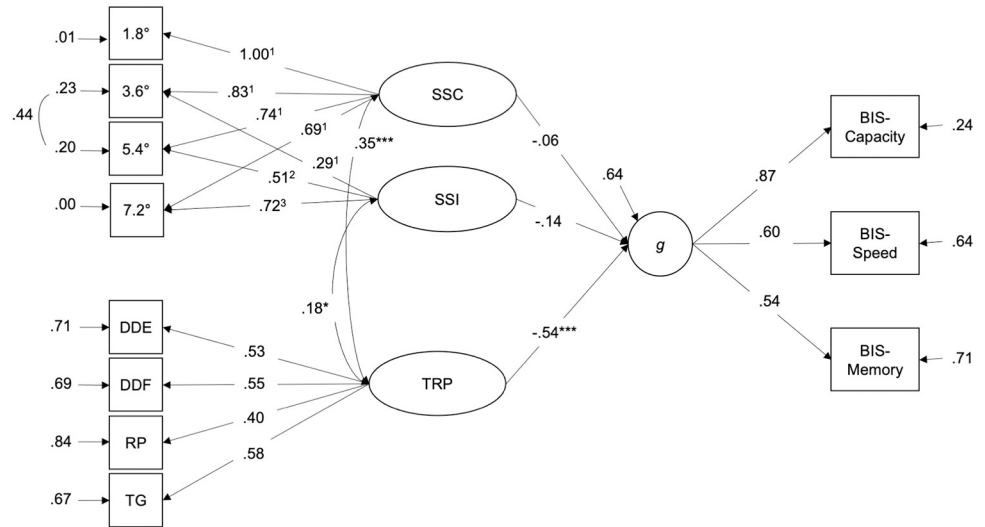 .01
1.8°
1.00¹
.23
3.6°
.83¹
SSC
.44
.74¹
.69¹
.35***
-.06
BIS-
Capacity
.24
.20
5.4°
.29¹
.51²
.64
.87
.00
7.2°
.72³
SSI
-.14
g
.60
BIS-
Speed
.64
.18*
.54
.71
DDE
.53
-.54***
BIS-
Memory
.71
.69
DDF
.55
TRP
.40
.84
RP
.58
.67
TG